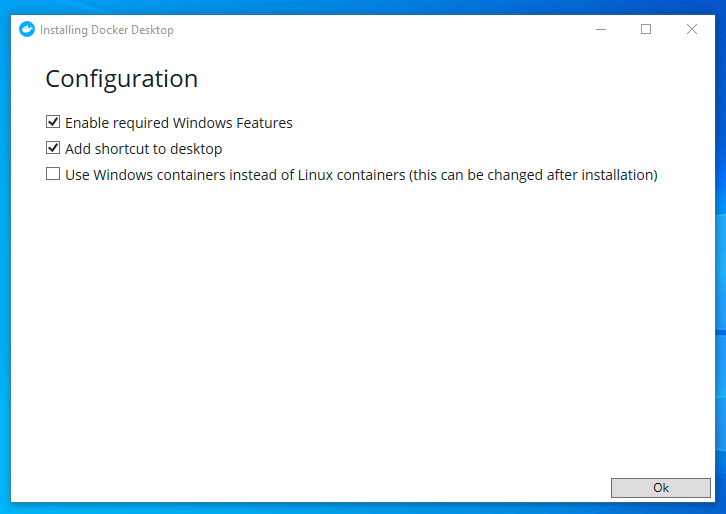 Installing Docker Desktop
Configuration
Enable required Windows Features
Add shortcut to desktop
Use Windows containers instead of Linux containers (this can be changed after installation)
Ok